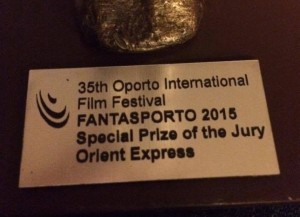 35th Oporto International
Film Festival
FANTASPORTO 2015
Special Prize of the Jury
Orient Express